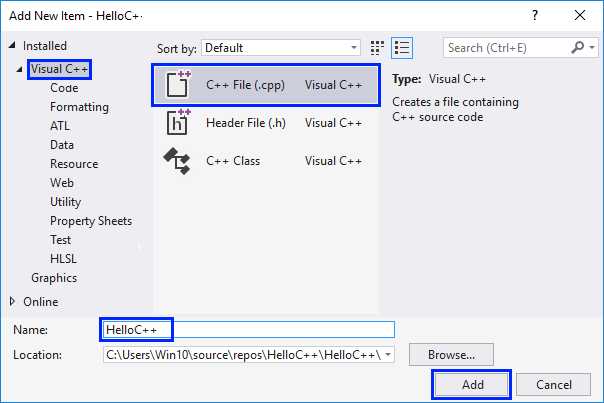 Add New Item - HelloC+·
? ×
Installed
Sort by: Default
Search (Ctrl+E)
Visual C++
Code
Formatting
ATL
Data
Resource
Web
Utility
Property Sheets
Test
HLSL
Graphics
Online
C++ File (.cpp) Visual C++
Header File (.h) Visual C++
C++ Class Visual C++
Type: Visual C++
Creates a file containing
C++ source code
Name: HelloC++
Location: C:\Users\Win10\source\repos\HelloC++\HelloC++\
Browse...
Add Cancel